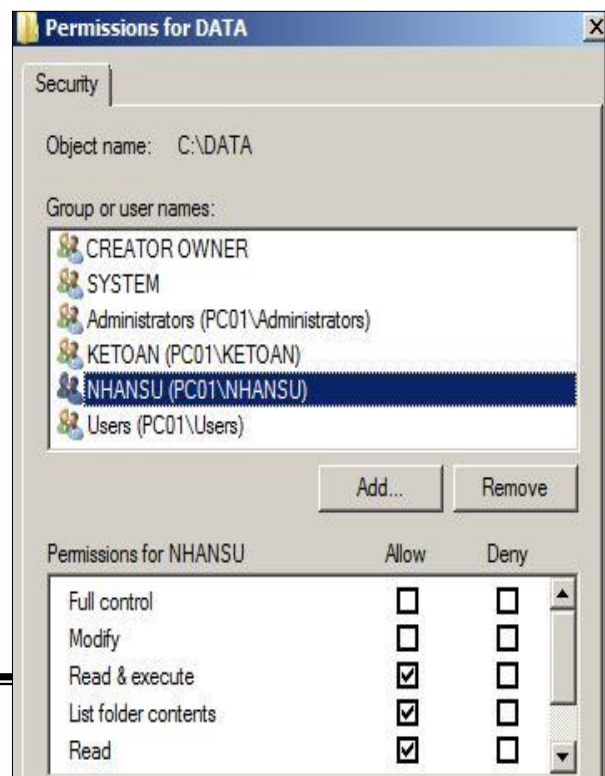 Permissions for DATA
Security
Object name: C:\DATA
Group or user names:
CREATOR OWNER
SYSTEM
Administrators (PC01\Administrators)
KETOAN (PC01\KETOAN)
NHANSU (PC01\NHANSU)
Users (PC01\Users)
Add... Remove
Permissions for NHANSU Allow Deny
Full control
Modify
Read & execute
List folder contents
Read